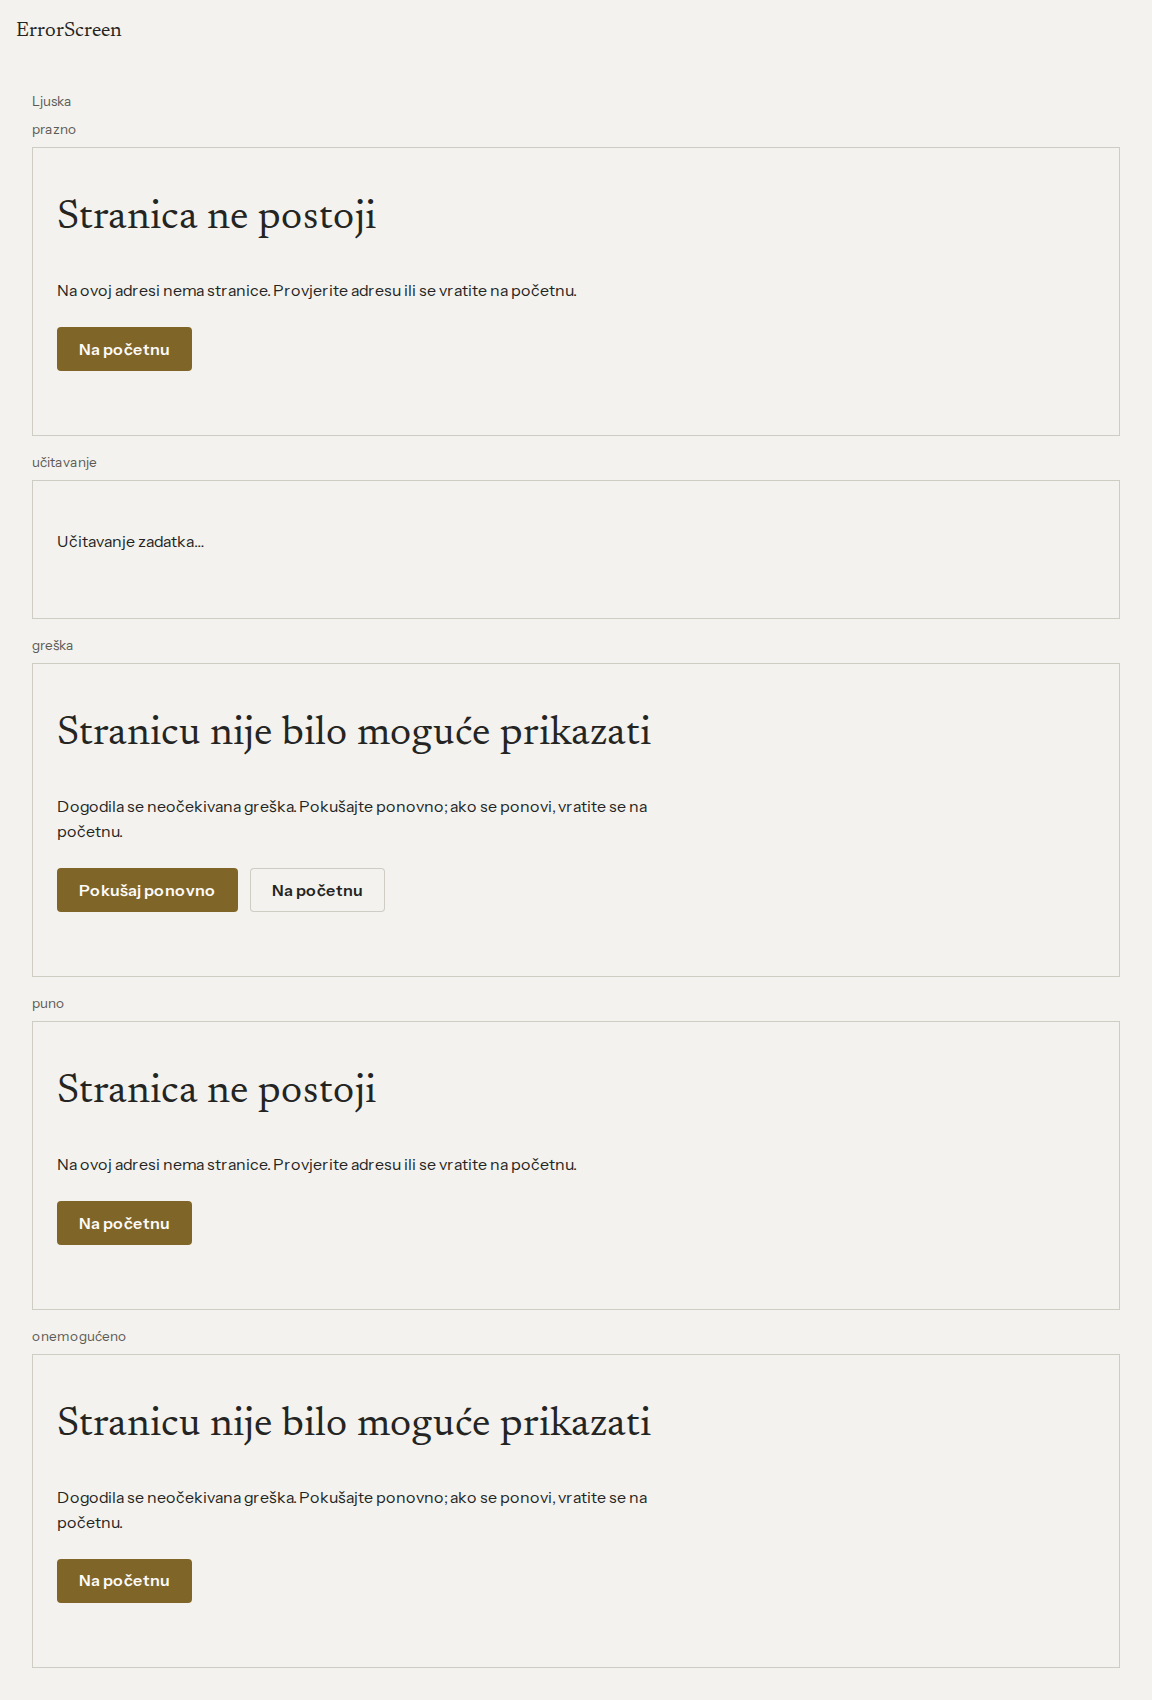 ErrorScreen
Ljuska
prazno
Stranica ne postoji
Na ovoj adresi nema stranice. Provjerite adresu ili se vratite na početnu.
Na početnu
učitavanje
Učitavanje zadatka…
greška
Stranicu nije bilo moguće prikazati
Dogodila se neočekivana greška. Pokušajte ponovno; ako se ponovi, vratite se na
početnu.
Pokušaj ponovno
Na početnu
puno
Stranica ne postoji
Na ovoj adresi nema stranice. Provjerite adresu ili se vratite na početnu.
Na početnu
onemogućeno
Stranicu nije bilo moguće prikazati
Dogodila se neočekivana greška. Pokušajte ponovno; ako se ponovi, vratite se na
početnu.
Na početnu